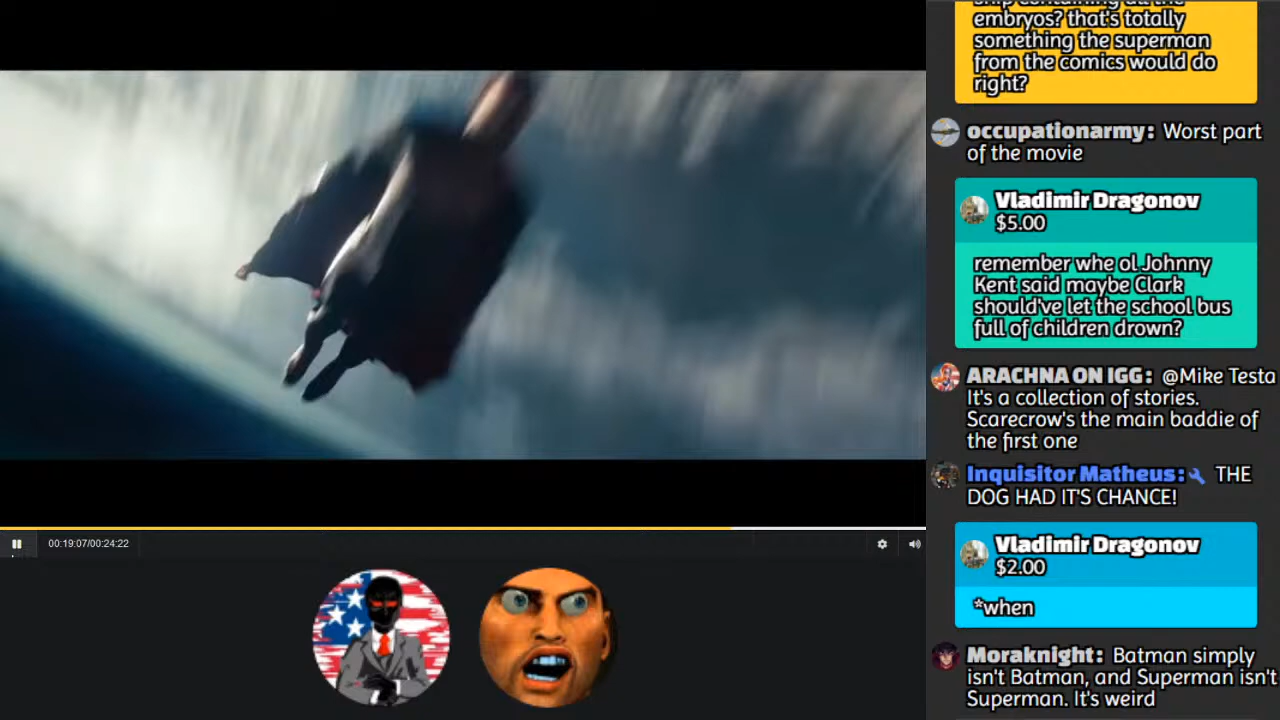 embryos? that's totally
something the superman
from the comics would do
right?
occupationarmy: Worst part
of the movie
Vladimir Dragonov
$5.00
remember whe ol Johnny
Kent said maybe Clark
should've let the school bus
full of children drown?
ARACHNA ON IGG: @Mike Testa
It's a collection of stories.
Scarecrow's the main baddie of
the first one
Inquisitor Matheus: THE
DOG HAD IT'S CHANCE!
Vladimir Dragonov
$2.00
*when
Moraknight: Batman simply
isn't Batman, and Superman isn't
Superman. It's weird
00:19:07/00:24:22